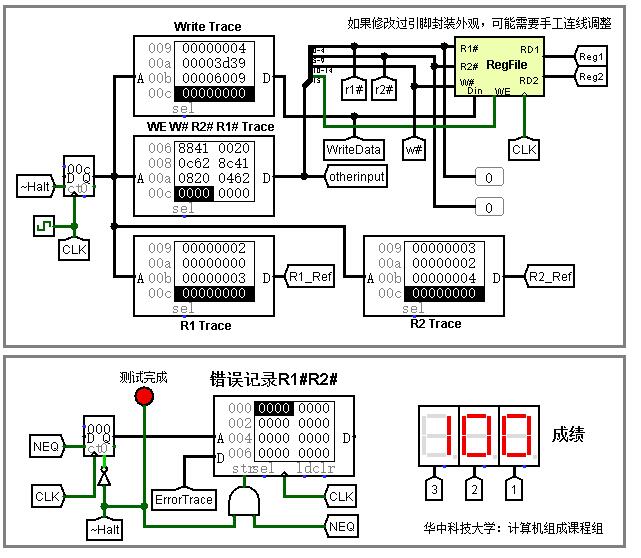 Write Trace
如果修改过引脚封装外观，可能需要手工连线调整
009 00000004
00a 00003d39
00b 00006009
00c 00000000
A
D
sel
0-4
5-9
10-14
15
R1#
R2#
W#
Din
WE
RegFile
RD1
RD2
Reg1
Reg2
r1#
r2#
WE W# R2# R1# Trace
006 8841 0020
008 0c62 8c41
00a 0820 0462
00c 0000 0000
A
D
sel
WriteData
w#
CLK
otherinput
0
0
~Halt
00c
D Q
ct0
CLK
009 00000002
00a 00000000
00b 00000003
00c 00000000
A
D
sel
R1_Ref
R1 Trace
009 00000003
00a 00000002
00b 00000004
00c 00000000
A
D
sel
R2_Ref
R2 Trace
测试完成
错误记录R1#R2#
000 0000 0000
002 0000 0000
004 0000 0000
006 0000 0000
A
D
D
str sel ld clr
NEQ
000
D Q
ct0
CLK
~Halt
ErrorTrace
CLK
NEQ
100
成绩
3
2
1
华中科技大学：计算机组成课程组